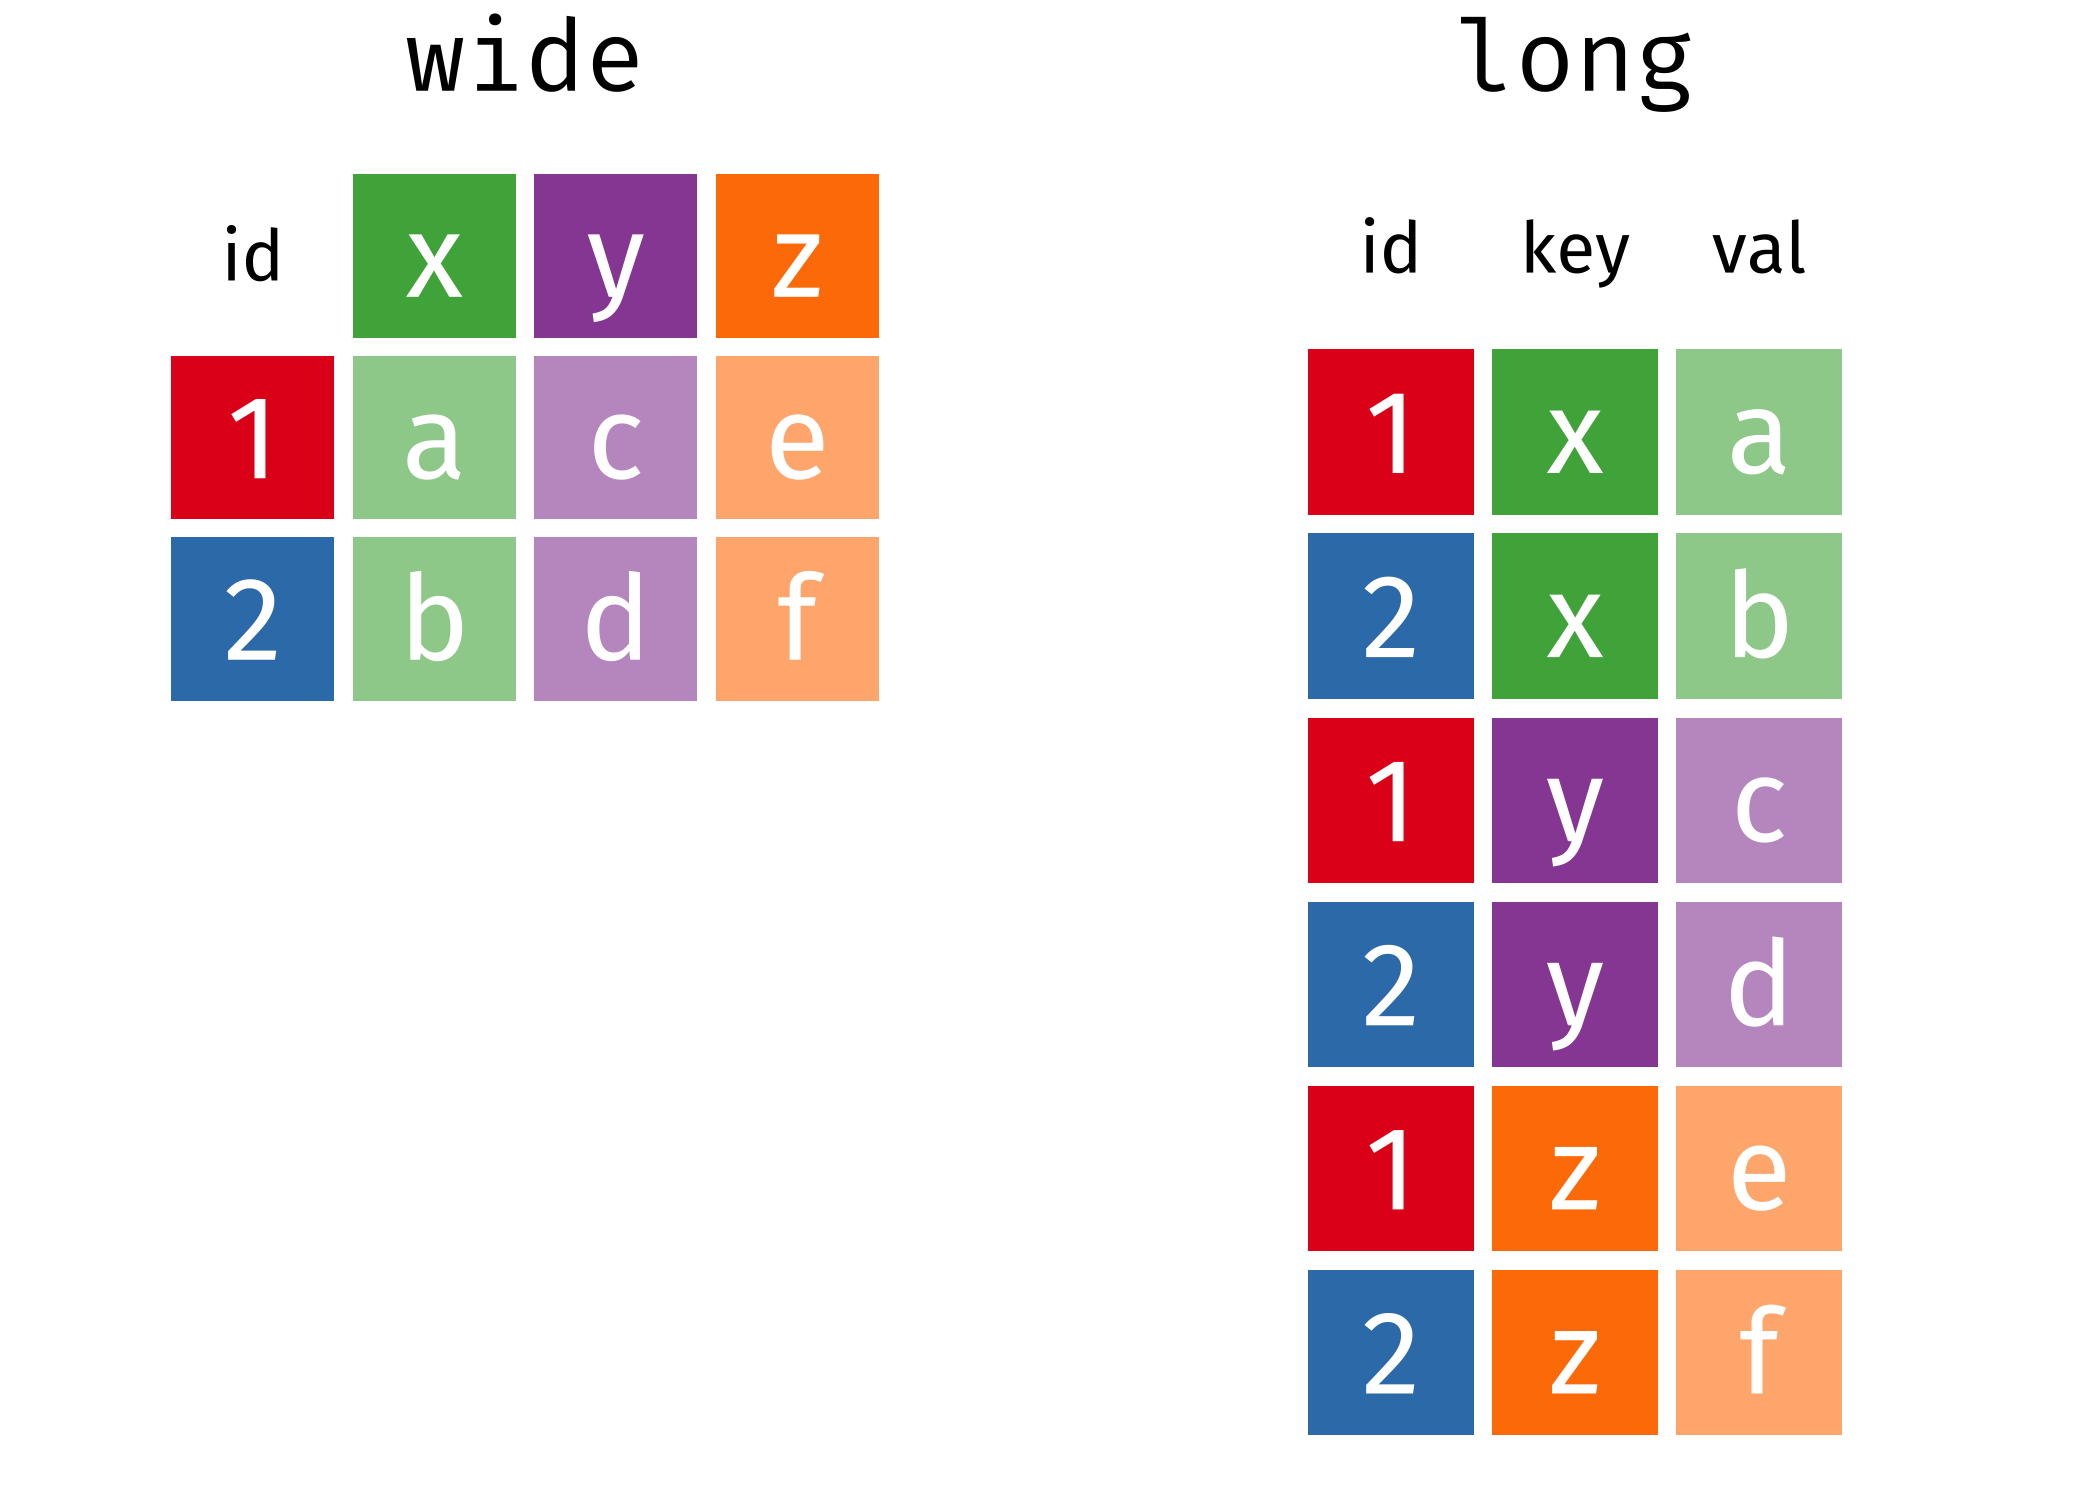 wide
id x y z
1 a c e
2 b d f
long
id key val
1 x a
2 x b
1 y c
2 y d
1 z e
2 z f